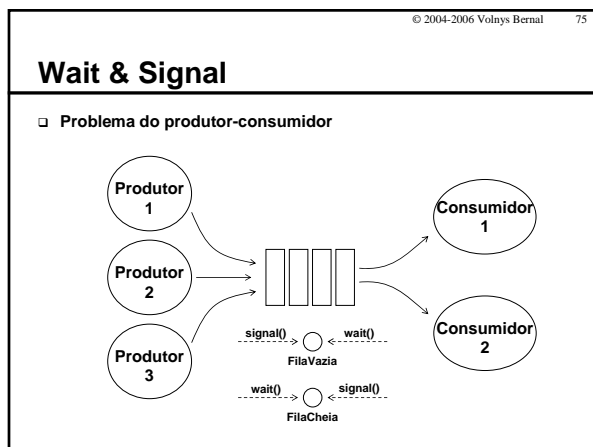 © 2004-2006 Volnys Bernal 75
Wait & Signal
Problema do produtor-consumidor
Produtor
1
Consumidor
1
Produtor
2
Produtor
3
Consumidor
2
signal() wait()
FilaVazia
wait() signal()
FilaCheia